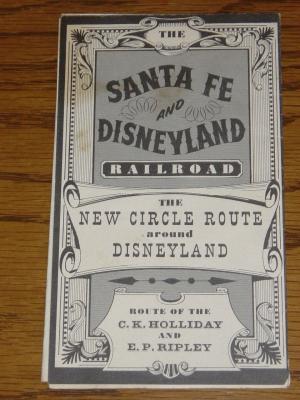 THE
SANTA FE
AND
DISNEYLAND
RAILROAD
THE
NEW CIRCLE ROUTE
around
DISNEYLAND
ROUTE OF THE
C. K. HOLLIDAY
AND
E. P. RIPLEY